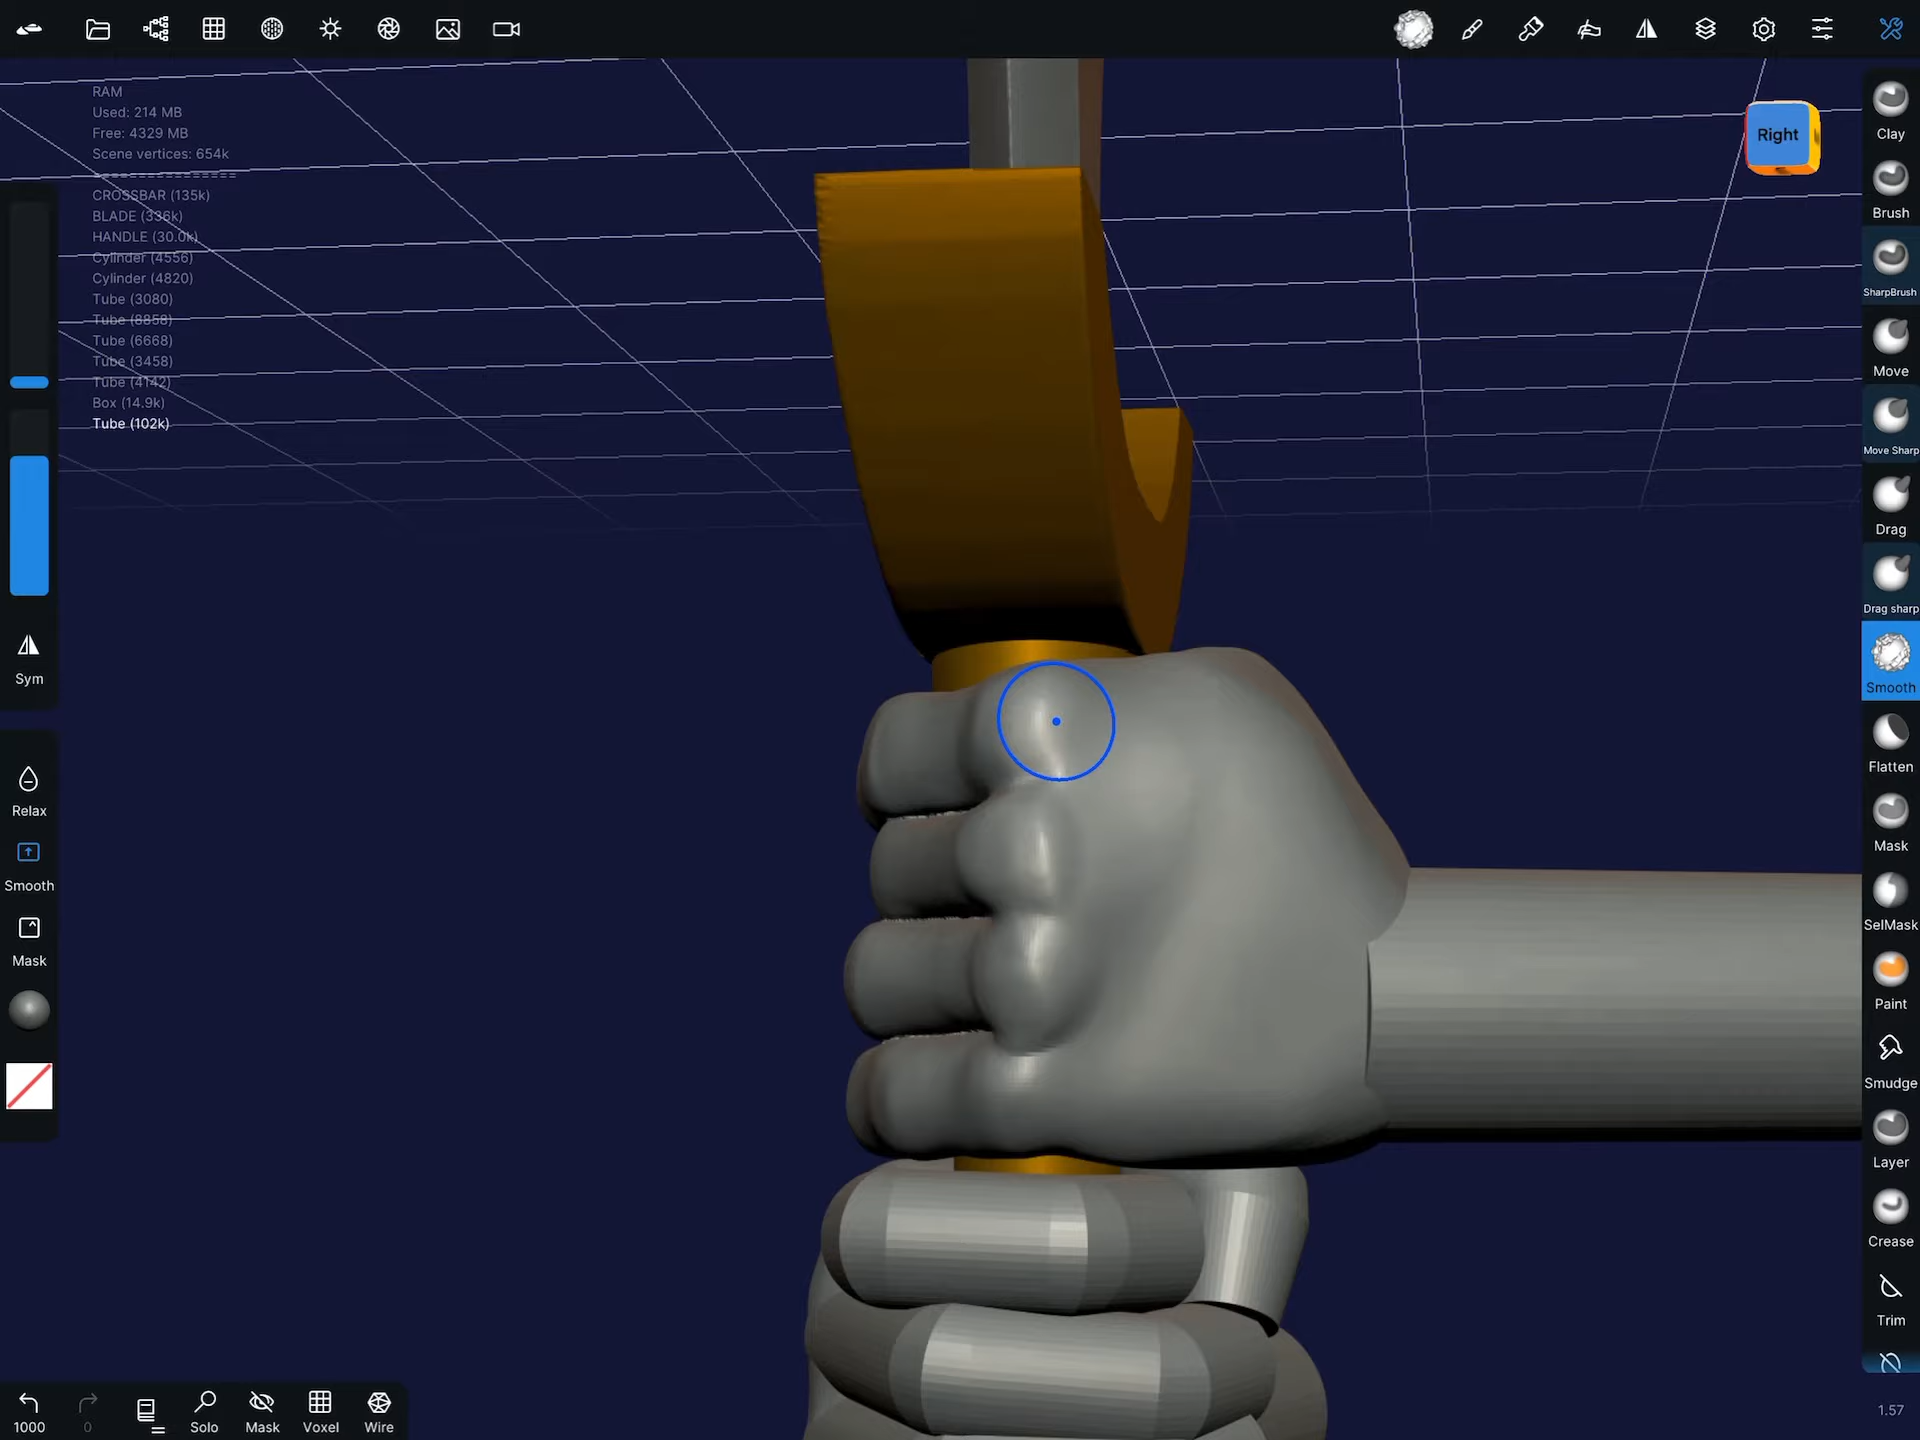 RAM
Used: 214 MB
Free: 4329 MB
Scene vertices: 654k
====================
CROSSBAR (135k)
BLADE (336k)
HANDLE (30.0k)
Cylinder (4556)
Cylinder (4820)
Tube (3080)
Tube (8858)
Tube (6668)
Tube (3458)
Tube (4142)
Box (14.9k)
Tube (102k)
Right
Sym
Relax
Smooth
Mask
1000
0
Solo
Mask
Voxel
Wire
Clay
Brush
SharpBrush
Move
Move Sharp
Drag
Drag sharp
Smooth
Flatten
Mask
SelMask
Paint
Smudge
Layer
Crease
Trim
1.57